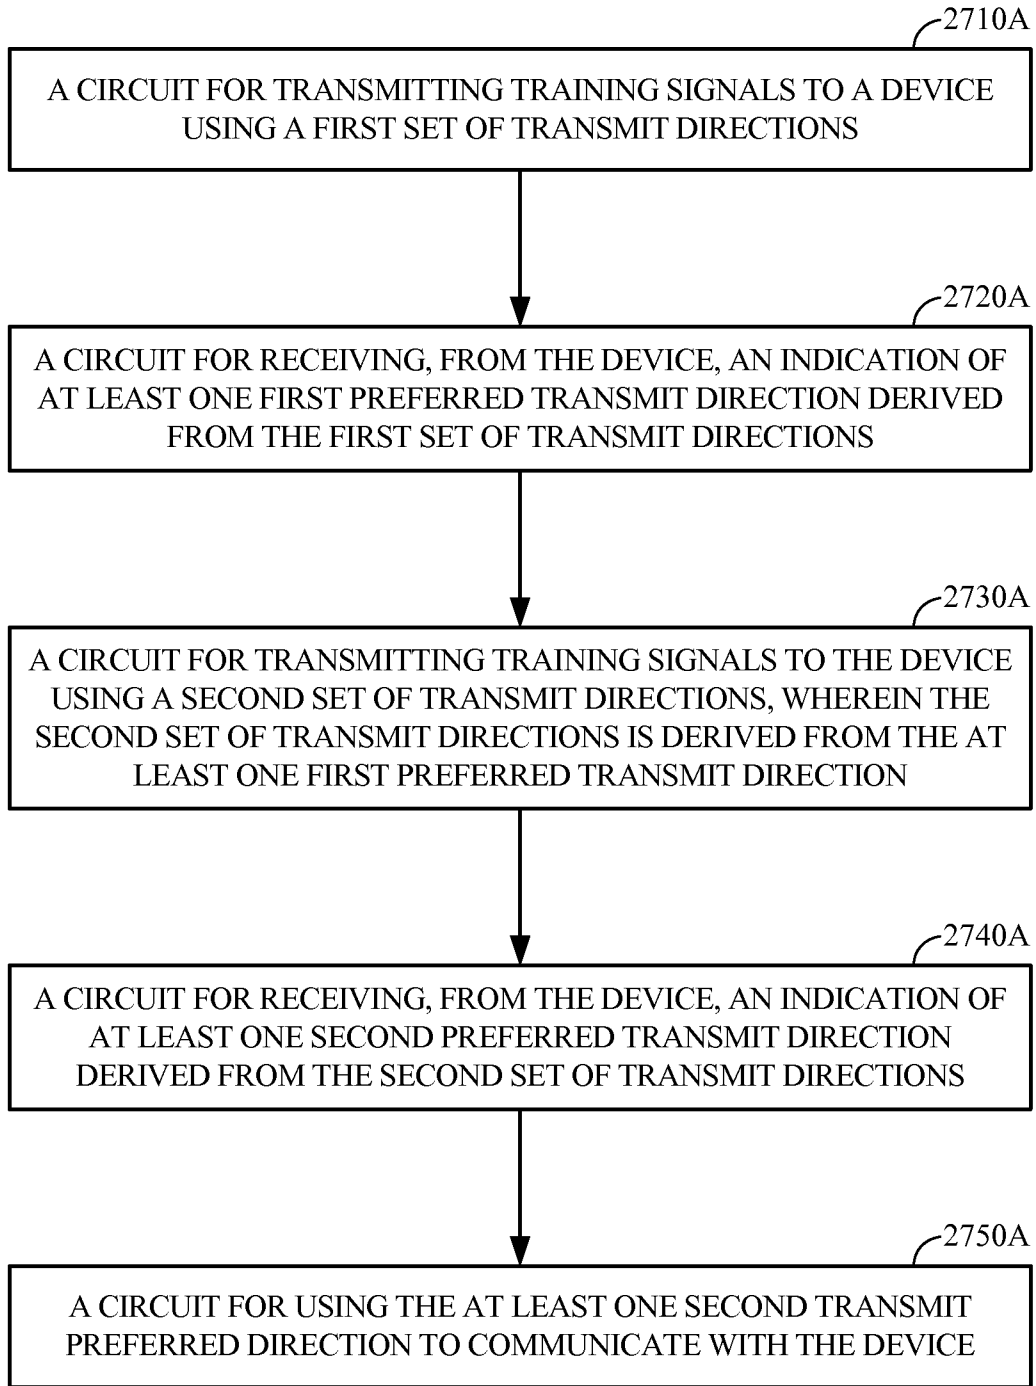 2710A
A CIRCUIT FOR TRANSMITTING TRAINING SIGNALS TO A DEVICE
USING A FIRST SET OF TRANSMIT DIRECTIONS
2720A
A CIRCUIT FOR RECEIVING, FROM THE DEVICE, AN INDICATION OF
AT LEAST ONE FIRST PREFERRED TRANSMIT DIRECTION DERIVED
FROM THE FIRST SET OF TRANSMIT DIRECTIONS
2730A
A CIRCUIT FOR TRANSMITTING TRAINING SIGNALS TO THE DEVICE
USING A SECOND SET OF TRANSMIT DIRECTIONS, WHEREIN THE
SECOND SET OF TRANSMIT DIRECTIONS IS DERIVED FROM THE AT
LEAST ONE FIRST PREFERRED TRANSMIT DIRECTION
2740A
A CIRCUIT FOR RECEIVING, FROM THE DEVICE, AN INDICATION OF
AT LEAST ONE SECOND PREFERRED TRANSMIT DIRECTION
DERIVED FROM THE SECOND SET OF TRANSMIT DIRECTIONS
2750A
A CIRCUIT FOR USING THE AT LEAST ONE SECOND TRANSMIT
PREFERRED DIRECTION TO COMMUNICATE WITH THE DEVICE